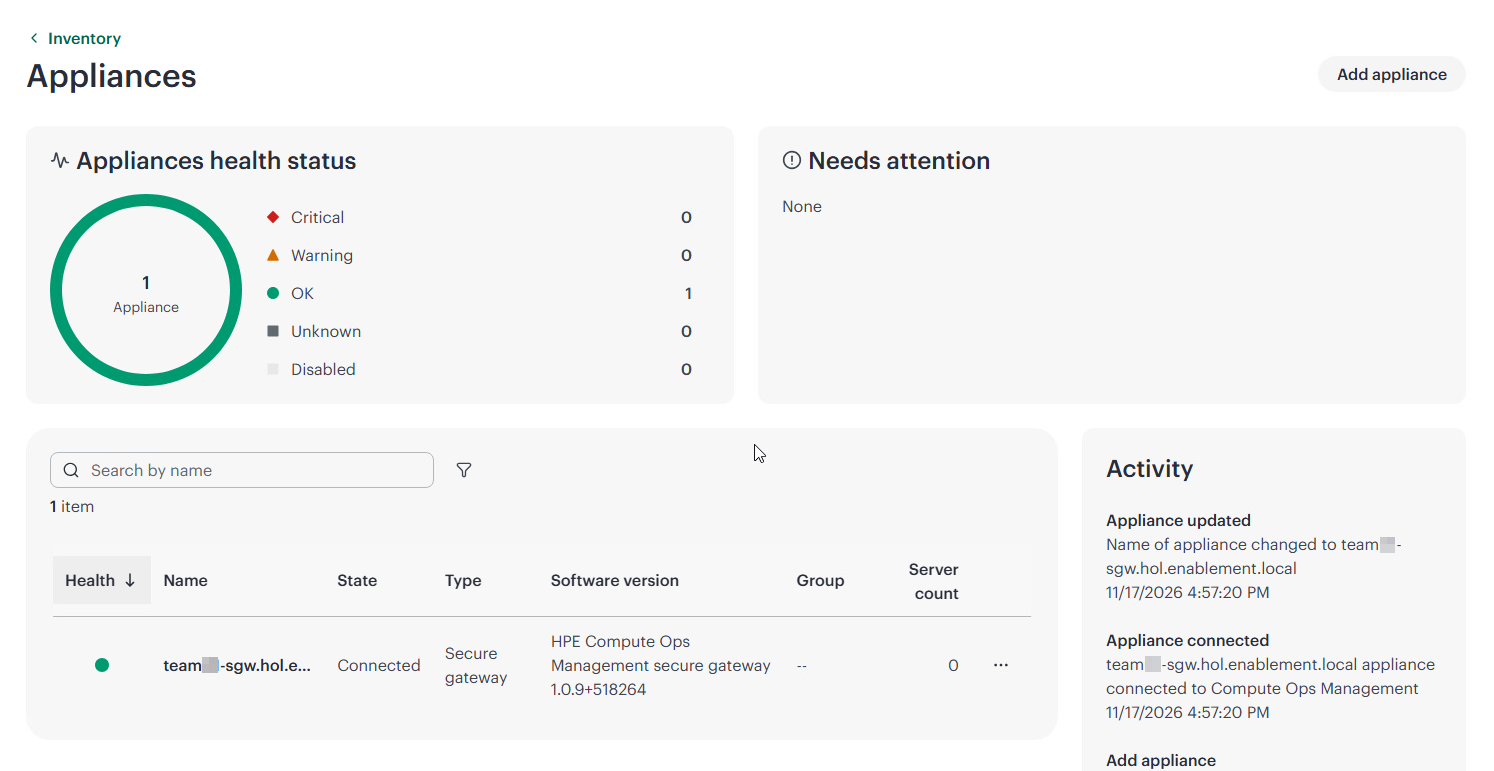 Inventory
Appliances
Add appliance
Appliances health status
1
Appliance
Critical 0
Warning 0
OK 1
Unknown 0
Disabled 0
Needs attention
None
Search by name
1 item
Health Name State Type Software version Group Server count
team -sgw.hol.e... Connected Secure gateway HPE Compute Ops Management secure gateway 1.0.9+518264 -- 0 ...
Activity
Appliance updated
Name of appliance changed to team -
sgw.hol.enablement.local
11/17/2026 4:57:20 PM
Appliance connected
team -sgw.hol.enablement.local appliance
connected to Compute Ops Management
11/17/2026 4:57:20 PM
Add appliance